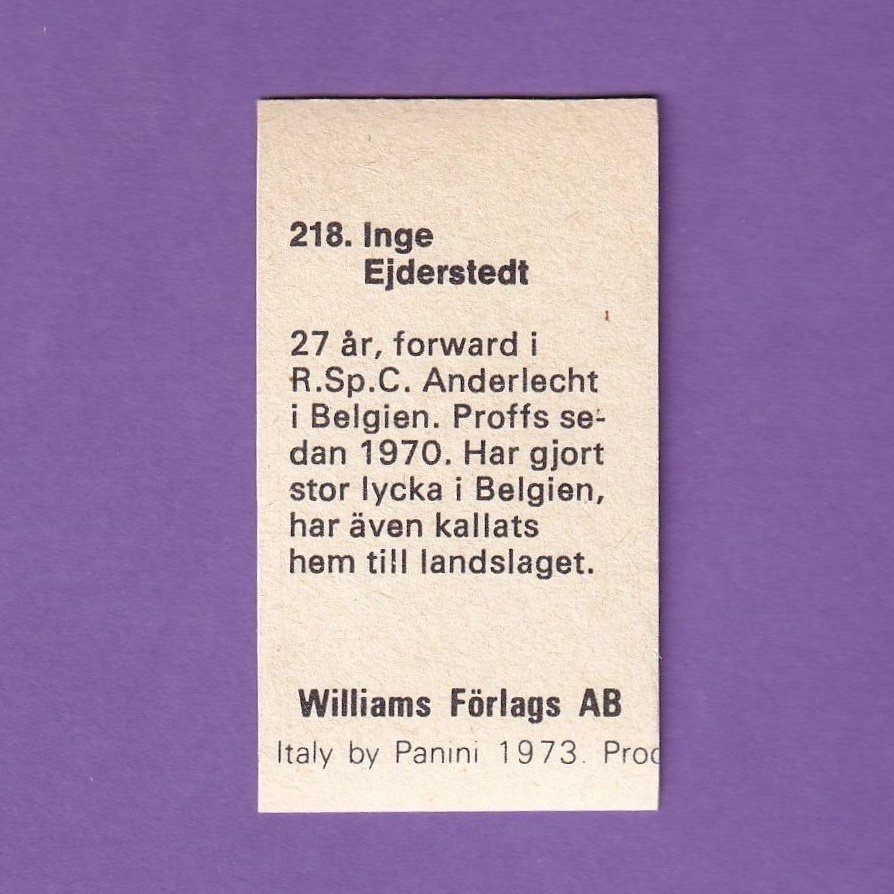 218. Inge
Ejderstedt
27 år, forward i
R.Sp.C. Anderlecht
i Belgien. Proffs se-
dan 1970. Har gjort
stor lycka i Belgien,
har även kallats
hem till landslaget.
Williams Förlags AB
Italy by Panini 1973. Proc